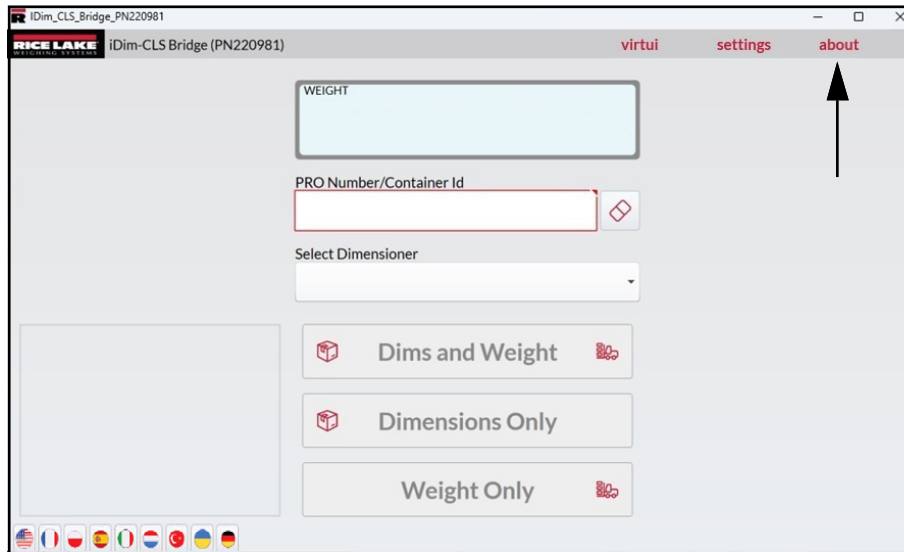 IDim_CLS_Bridge_PN220981
RICE LAKE
WEIGHING SYSTEMS
iDim-CLS Bridge (PN220981)
virtui
settings
about
WEIGHT
PRO Number/Container Id
Select Dimensioner
Dims and Weight
Dimensions Only
Weight Only